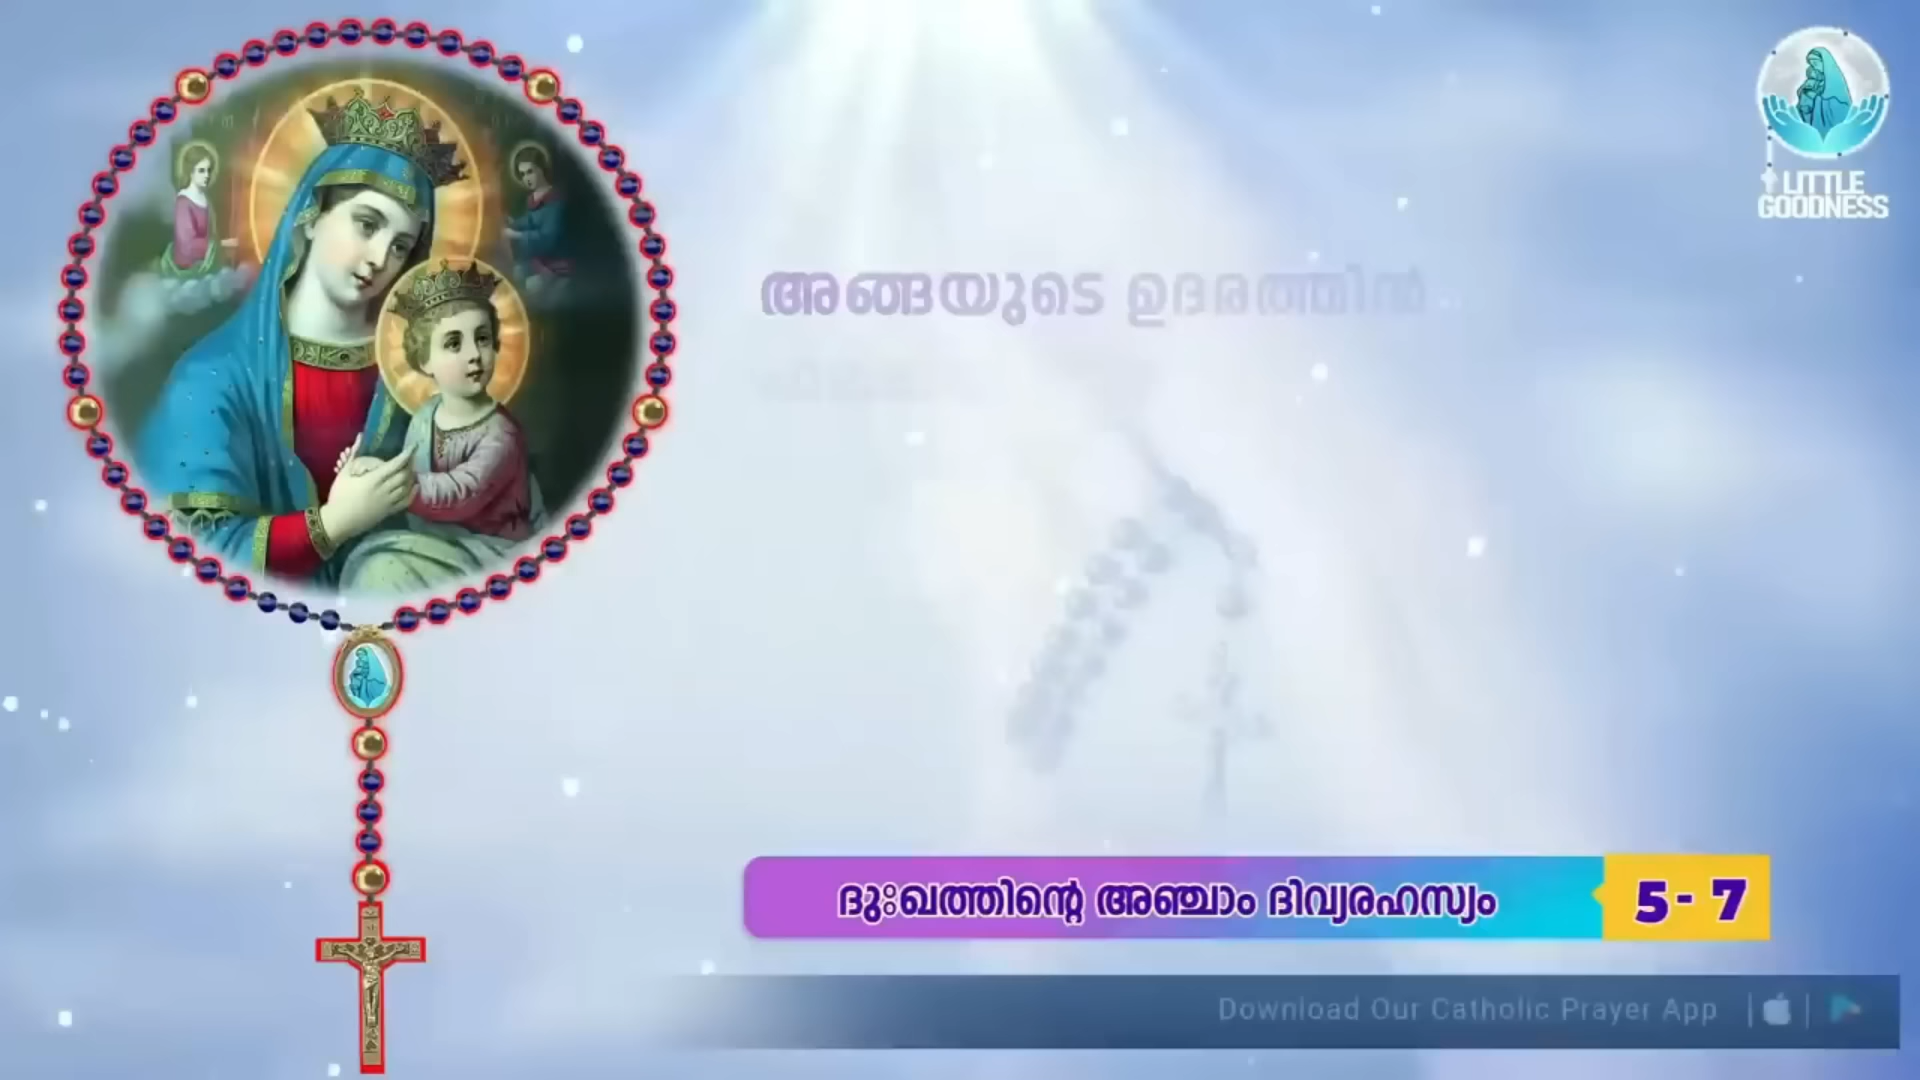 LITTLE
GOODNESS
അങ്ങയുടെ ഉദരത്തിൻ
ദുഃഖത്തിന്റെ അഞ്ചാം ദിവ്യരഹസ്യം
5 - 7
Download Our Catholic Prayer App